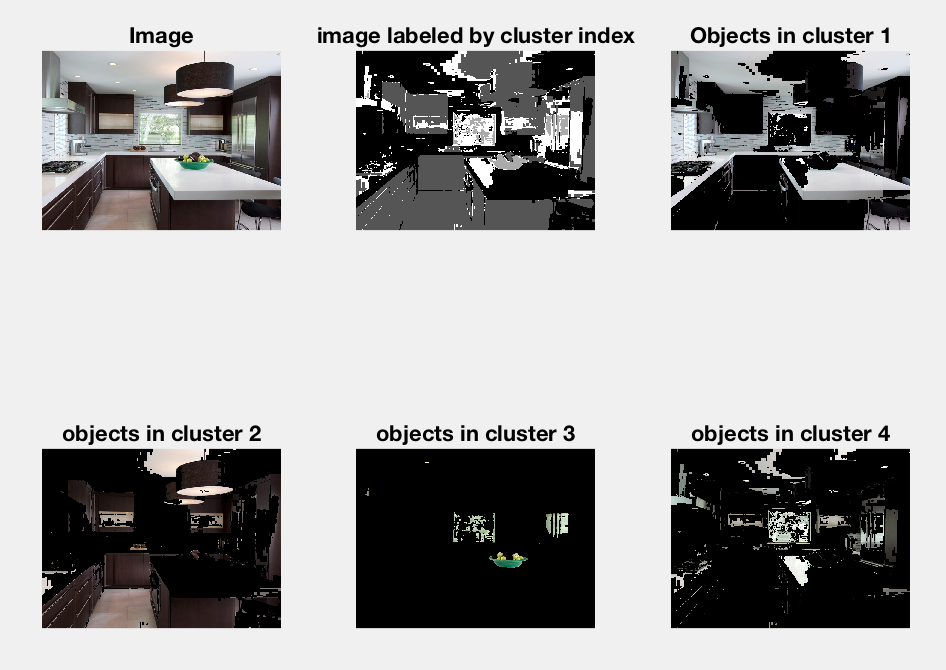 Image
image labeled by cluster index
Objects in cluster 1
objects in cluster 2
objects in cluster 3
objects in cluster 4